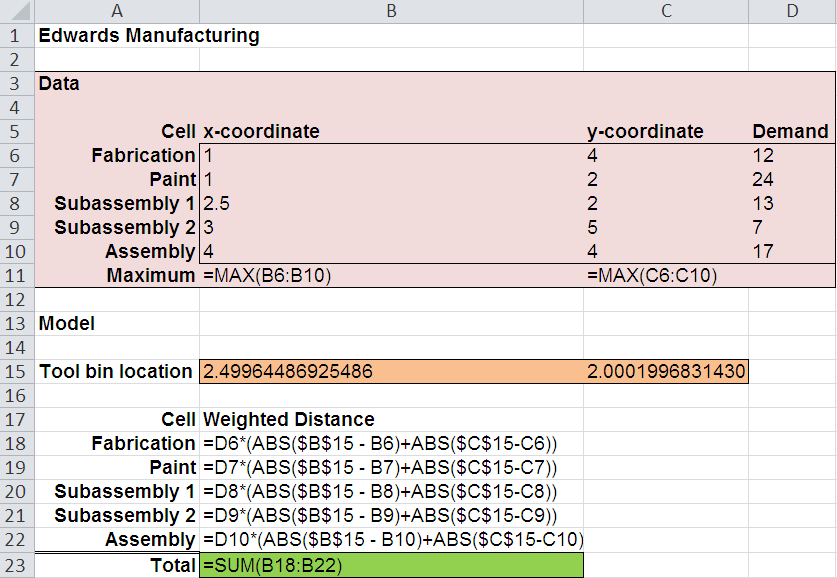 A B C D
1 Edwards Manufacturing
2
3 Data
4
5 Cell x-coordinate y-coordinate Demand
6 Fabrication 1 4 12
7 Paint 1 2 24
8 Subassembly 1 2.5 2 13
9 Subassembly 2 3 5 7
10 Assembly 4 4 17
11 Maximum =MAX(B6:B10) =MAX(C6:C10)
12
13 Model
14
15 Tool bin location 2.49964486925486 2.0001996831430
16
17 Cell Weighted Distance
18 Fabrication =D6*(ABS($B$15 - B6)+ABS($C$15-C6))
19 Paint =D7*(ABS($B$15 - B7)+ABS($C$15-C7))
20 Subassembly 1 =D8*(ABS($B$15 - B8)+ABS($C$15-C8))
21 Subassembly 2 =D9*(ABS($B$15 - B9)+ABS($C$15-C9))
22 Assembly =D10*(ABS($B$15 - B10)+ABS($C$15-C10)
23 Total =SUM(B18:B22)